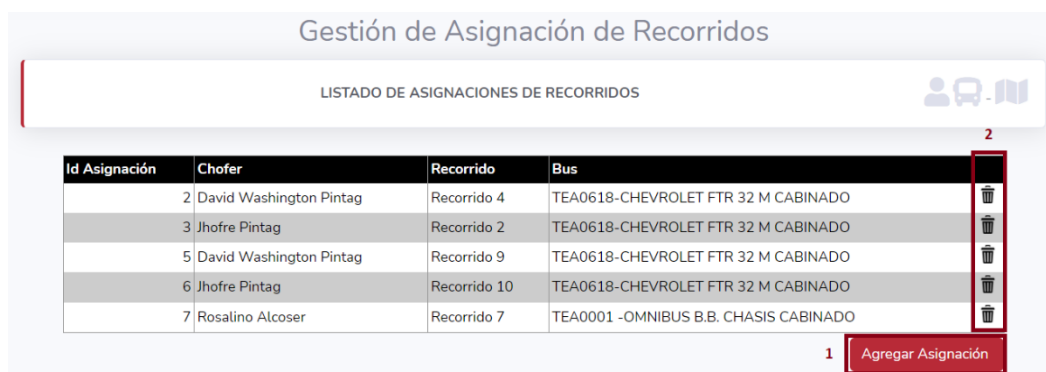 Gestión de Asignación de Recorridos
LISTADO DE ASIGNACIONES DE RECORRIDOS
2
Id Asignación Chofer Recorrido Bus
2 David Washington Pintag Recorrido 4 TEA0618-CHEVROLET FTR 32 M CABINADO
3 Jhofre Pintag Recorrido 2 TEA0618-CHEVROLET FTR 32 M CABINADO
5 David Washington Pintag Recorrido 9 TEA0618-CHEVROLET FTR 32 M CABINADO
6 Jhofre Pintag Recorrido 10 TEA0618-CHEVROLET FTR 32 M CABINADO
7 Rosalino Alcoser Recorrido 7 TEA0001 -OMNIBUS B.B. CHASIS CABINADO
1 Agregar Asignación